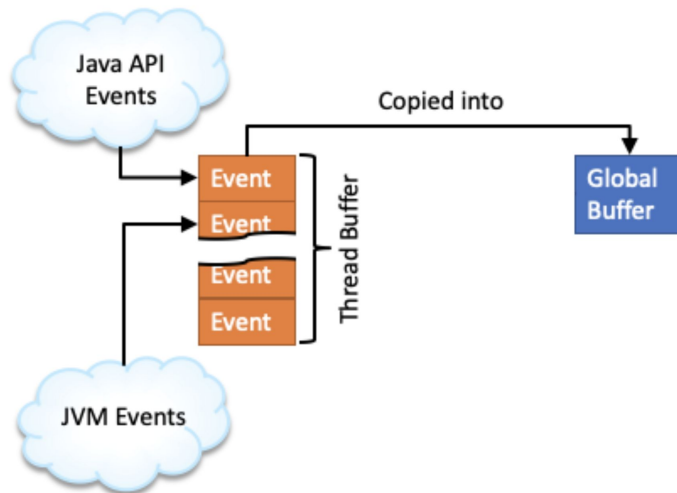 Java API
Events
Copied into
Event
Event
Event
Event
Thread Buffer
Global
Buffer
JVM Events